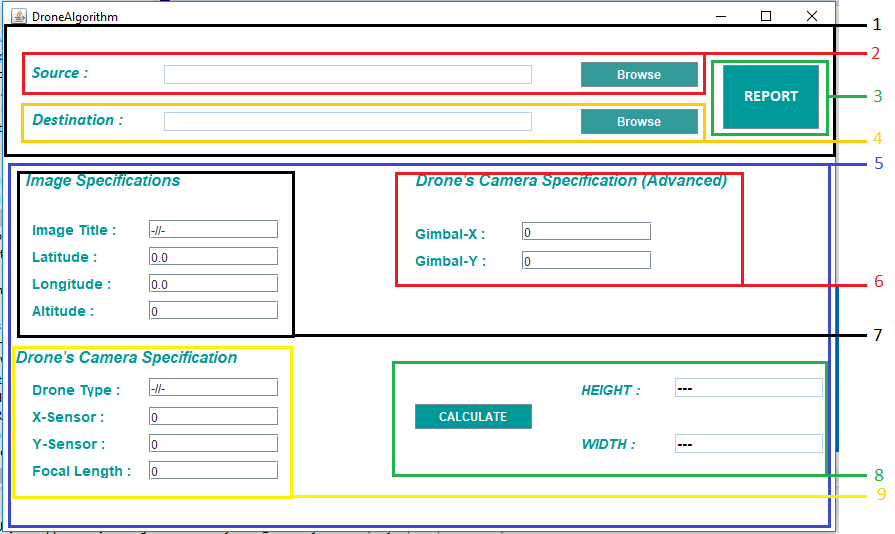 DroneAlgorithm
1
2
Source :
Browse
REPORT
3
Destination :
Browse
4
5
Image Specifications
Drone's Camera Specification (Advanced)
Image Title :
-//-
Gimbal-X :
0
Latitude :
0.0
Gimbal-Y :
0
Longitude :
0.0
6
Altitude :
0
7
Drone's Camera Specification
Drone Type :
-//-
HEIGHT :
---
X-Sensor :
0
CALCULATE
Y-Sensor :
0
WIDTH :
---
Focal Length :
0
8
9